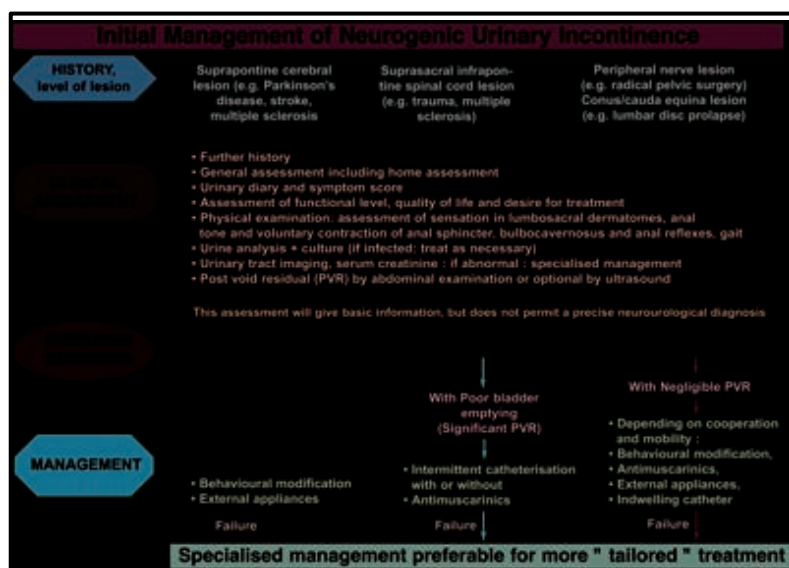 Initial Management of Neurogenic Urinary Incontinence
HISTORY,
level of lesion
Suprapontine cerebral
lesion (e.g. Parkinson's
disease, stroke,
multiple sclerosis
Suprasacral infrapon-
tine spinal cord lesion
(e.g. trauma, multiple
sclerosis)
Peripheral nerve lesion
(e.g. radical pelvic surgery)
Conus/cauda equina lesion
(e.g. lumbar disc prolapse)
• Further history
• General assessment including home assessment
• Urinary diary and symptom score
• Assessment of functional level, quality of life and desire for treatment
• Physical examination: assessment of sensation in lumbosacral dermatomes, anal
tone and voluntary contraction of anal sphincter, bulbocavernosus and anal reflexes, gait
• Urine analysis + culture (if infected: treat as necessary)
• Urinary tract imaging, serum creatinine : if abnormal : specialised management
• Post void residual (PVR) by abdominal examination or optional by ultrasound
This assessment will give basic information, but does not permit a precise neurourological diagnosis
With Poor bladder
emptying
(Significant PVR)
With Negligible PVR
MANAGEMENT
• Behavioural modification
• External appliances
• Intermittent catheterisation
with or without
• Antimuscarinics
• Depending on cooperation
and mobility :
• Behavioural modification,
• Antimuscarinics,
• External appliances,
• Indwelling catheter
Failure
Failure
Failure
Specialised management preferable for more " tailored " treatment